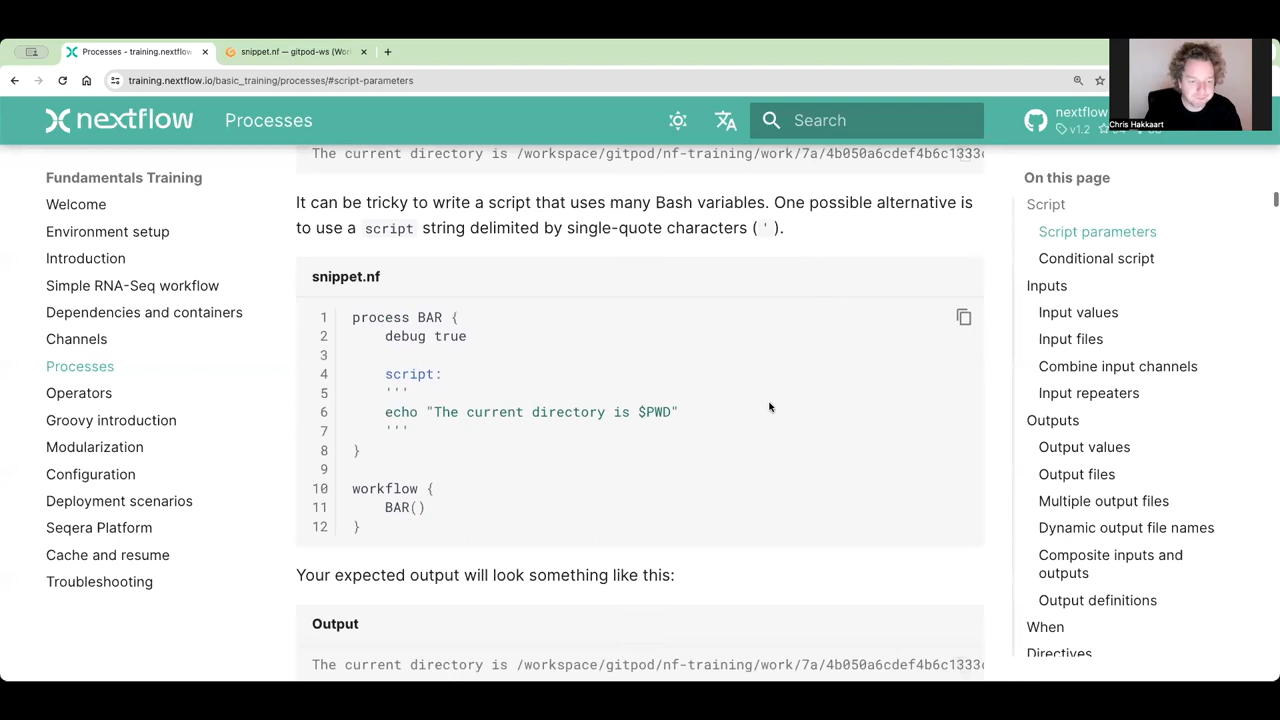 Processes - training.nextflow
snippet.nf — gitpod-ws (Wor
training.nextflow.io/basic_training/processes/#script-parameters
nextflow
Processes
Search
nextflow
v1.2
Chris Hakkaart
The current directory is /workspace/gitpod/nf-training/work/7a/4b050a6cdef4b6c1333c
Fundamentals Training
Welcome
Environment setup
Introduction
Simple RNA-Seq workflow
Dependencies and containers
Channels
Processes
Operators
Groovy introduction
Modularization
Configuration
Deployment scenarios
Seqera Platform
Cache and resume
Troubleshooting
It can be tricky to write a script that uses many Bash variables. One possible alternative is
to use a script string delimited by single-quote characters ( ' ).
snippet.nf
1 process BAR {
2 debug true
3
4 script:
5 '''
6 echo "The current directory is $PWD"
7 '''
8 }
9
10 workflow {
11 BAR()
12 }
Your expected output will look something like this:
Output
The current directory is /workspace/gitpod/nf-training/work/7a/4b050a6cdef4b6c1333c
On this page
Script
Script parameters
Conditional script
Inputs
Input values
Input files
Combine input channels
Input repeaters
Outputs
Output values
Output files
Multiple output files
Dynamic output file names
Composite inputs and
outputs
Output definitions
When
Directives